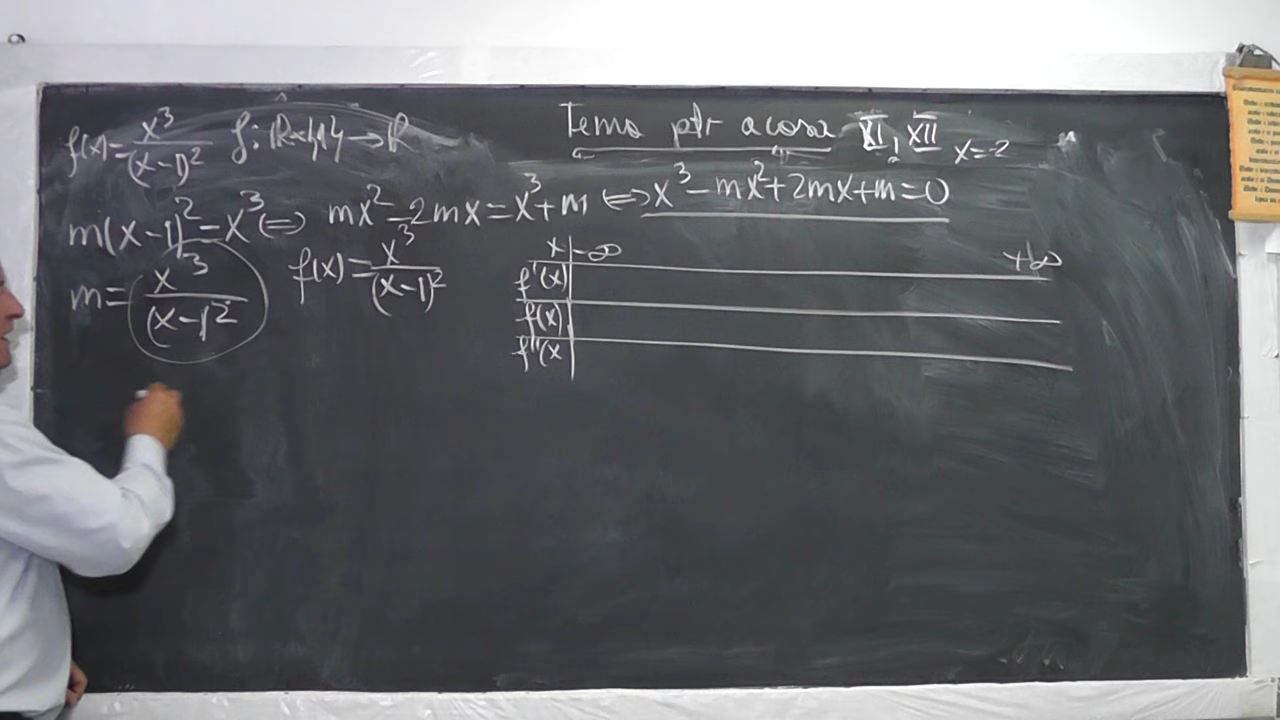 f(x)=x³/(x-1)² f:R\{1}→R
Tema ptr acasa XI, XII x=-2
m(x-1)²=x³⇔ mx²-2mx=x³+m ⇔x³-mx²+2mx+m=0
m=x³/(x-1)² f(x)=x³/(x-1)²
x -∞ +∞
f'(x)
f(x)
f''(x